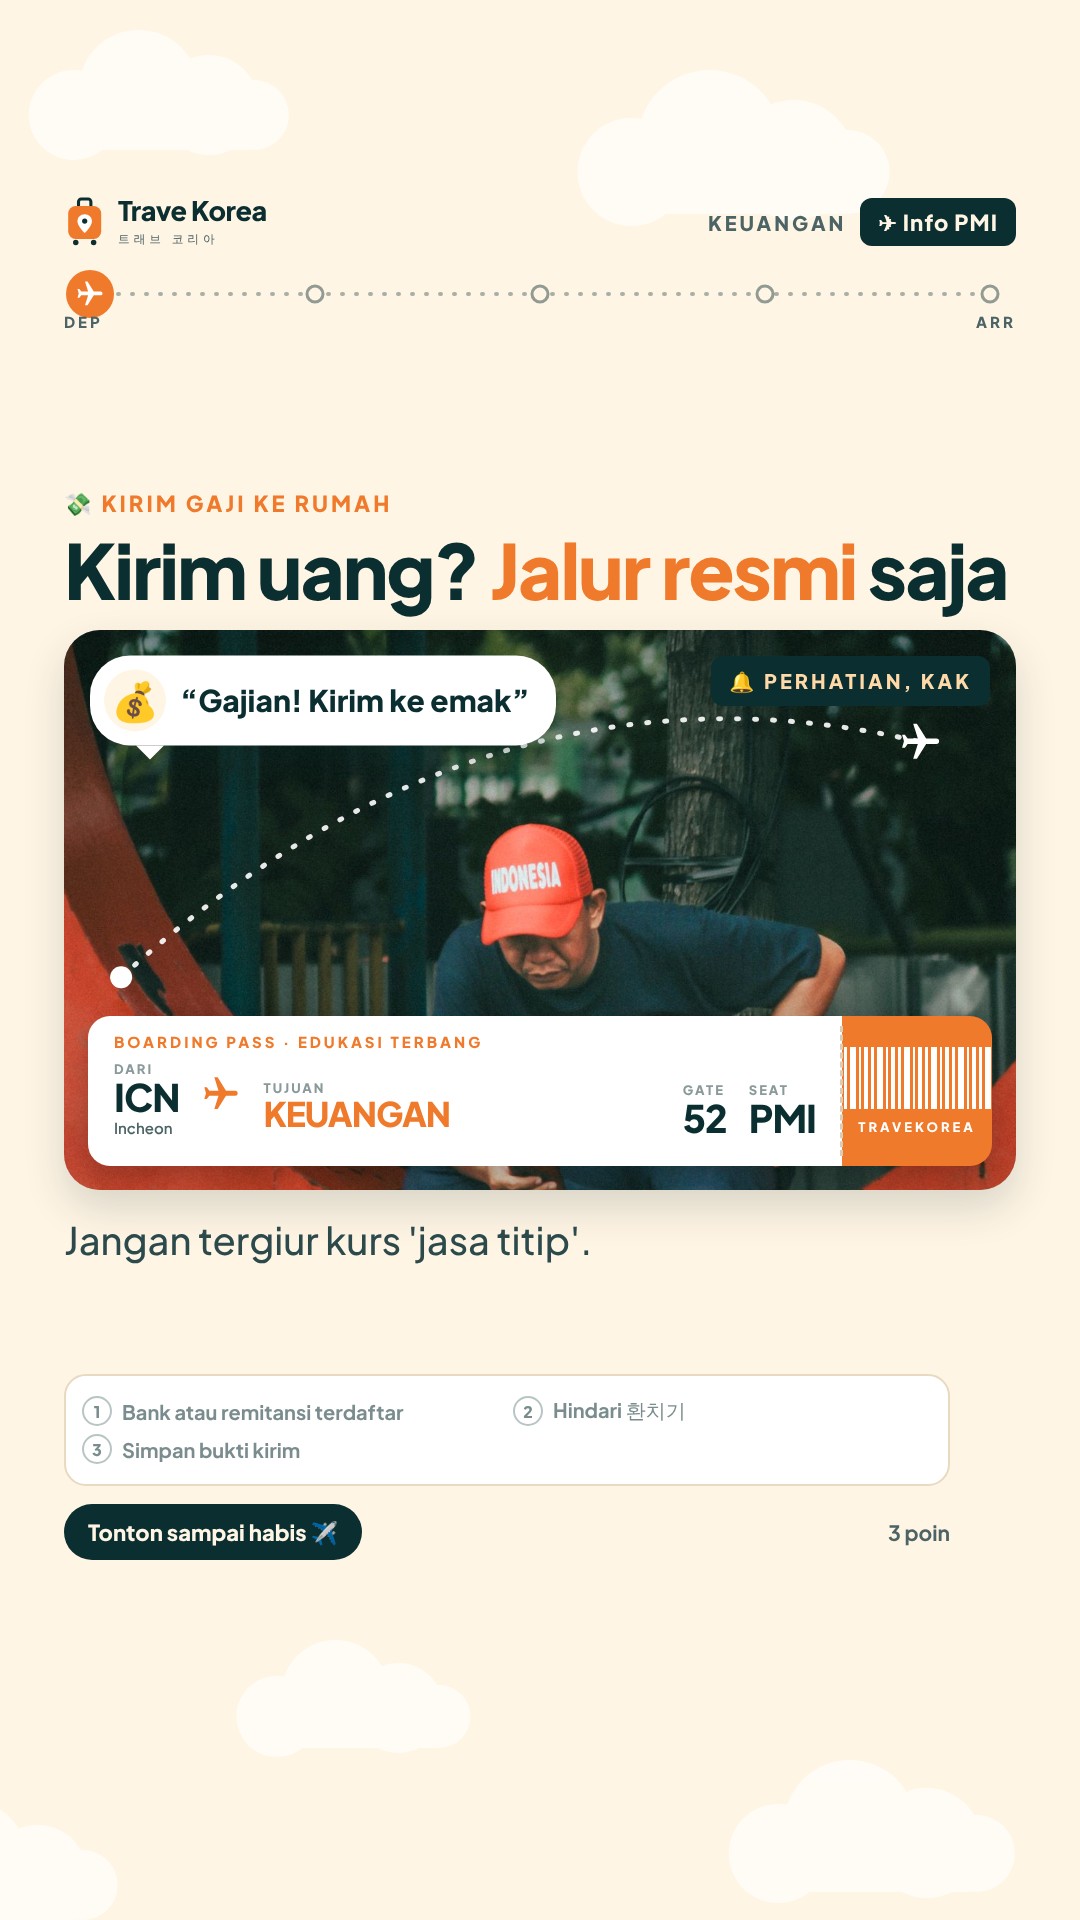 Trave Korea
트래브 코리아
KEUANGAN
✈ Info PMI
DEP
ARR
💸 KIRIM GAJI KE RUMAH
Kirim uang? Jalur resmi saja
💰 “Gajian! Kirim ke emak”
🔔 PERHATIAN, KAK
INDONESIA
BOARDING PASS · EDUKASI TERBANG
DARI
ICN
Incheon
TUJUAN
KEUANGAN
GATE
52
SEAT
PMI
TRAVEKOREA
Jangan tergiur kurs 'jasa titip'.
1 Bank atau remitansi terdaftar
2 Hindari 환치기
3 Simpan bukti kirim
Tonton sampai habis ✈️
3 poin